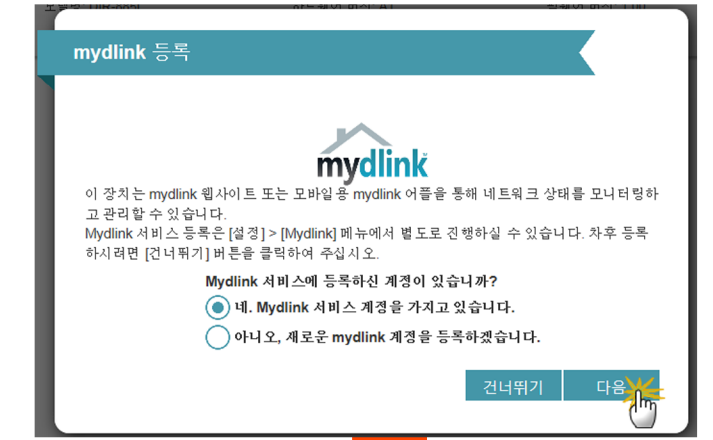 mydlink 등록
mydlink
이 장치는 mydlink 웹사이트 또는 모바일용 mydlink 어플을 통해 네트워크 상태를 모니터링하
고 관리할 수 있습니다.
Mydlink 서비스 등록은 [설정] > [Mydlink] 메뉴에서 별도로 진행하실 수 있습니다. 차후 등록
하시려면 [건너뛰기] 버튼을 클릭하여 주십시오.
Mydlink 서비스에 등록하신 계정이 있습니까?
네. Mydlink 서비스 계정을 가지고 있습니다.
아니오, 새로운 mydlink 계정을 등록하겠습니다.
건너뛰기 다음